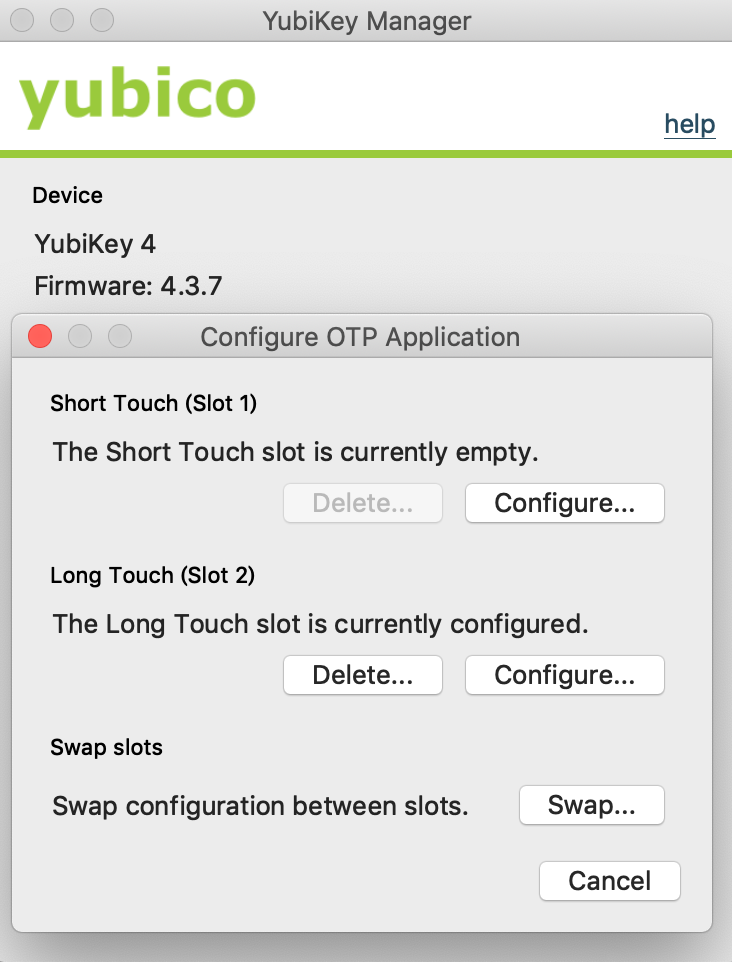 YubiKey Manager
yubico
help
Device
YubiKey 4
Firmware: 4.3.7
Configure OTP Application
Short Touch (Slot 1)
The Short Touch slot is currently empty.
Delete... Configure...
Long Touch (Slot 2)
The Long Touch slot is currently configured.
Delete... Configure...
Swap slots
Swap configuration between slots. Swap...
Cancel